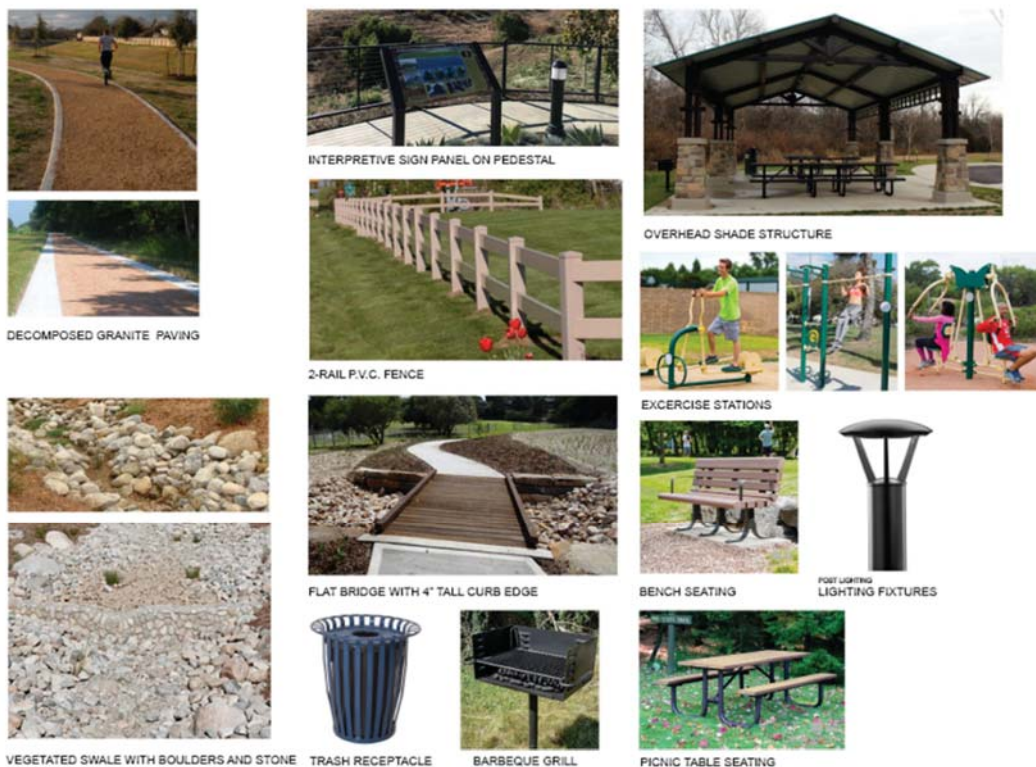 INTERPRETIVE SIGN PANEL ON PEDESTAL
OVERHEAD SHADE STRUCTURE
DECOMPOSED GRANITE PAVING
2-RAIL P.V.C. FENCE
EXCERCISE STATIONS
FLAT BRIDGE WITH 4" TALL CURB EDGE
BENCH SEATING
POST LIGHTING
LIGHTING FIXTURES
VEGETATED SWALE WITH BOULDERS AND STONE
TRASH RECEPTACLE
BARBEQUE GRILL
PICNIC TABLE SEATING